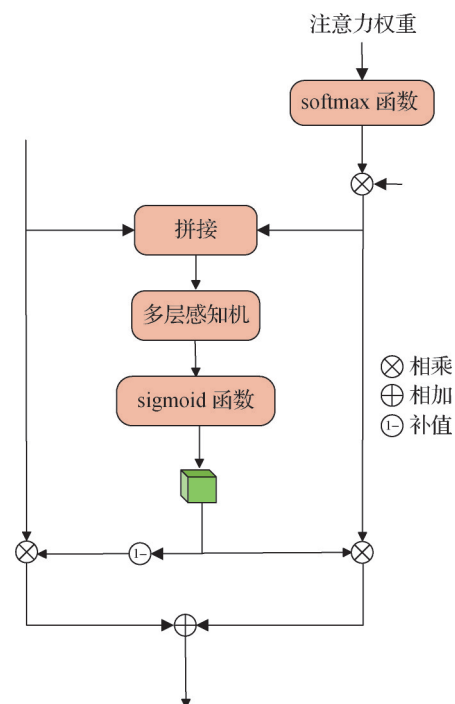 注意力权重
softmax 函数
拼接
多层感知机
sigmoid 函数
相乘
相加
1- 补值
1-